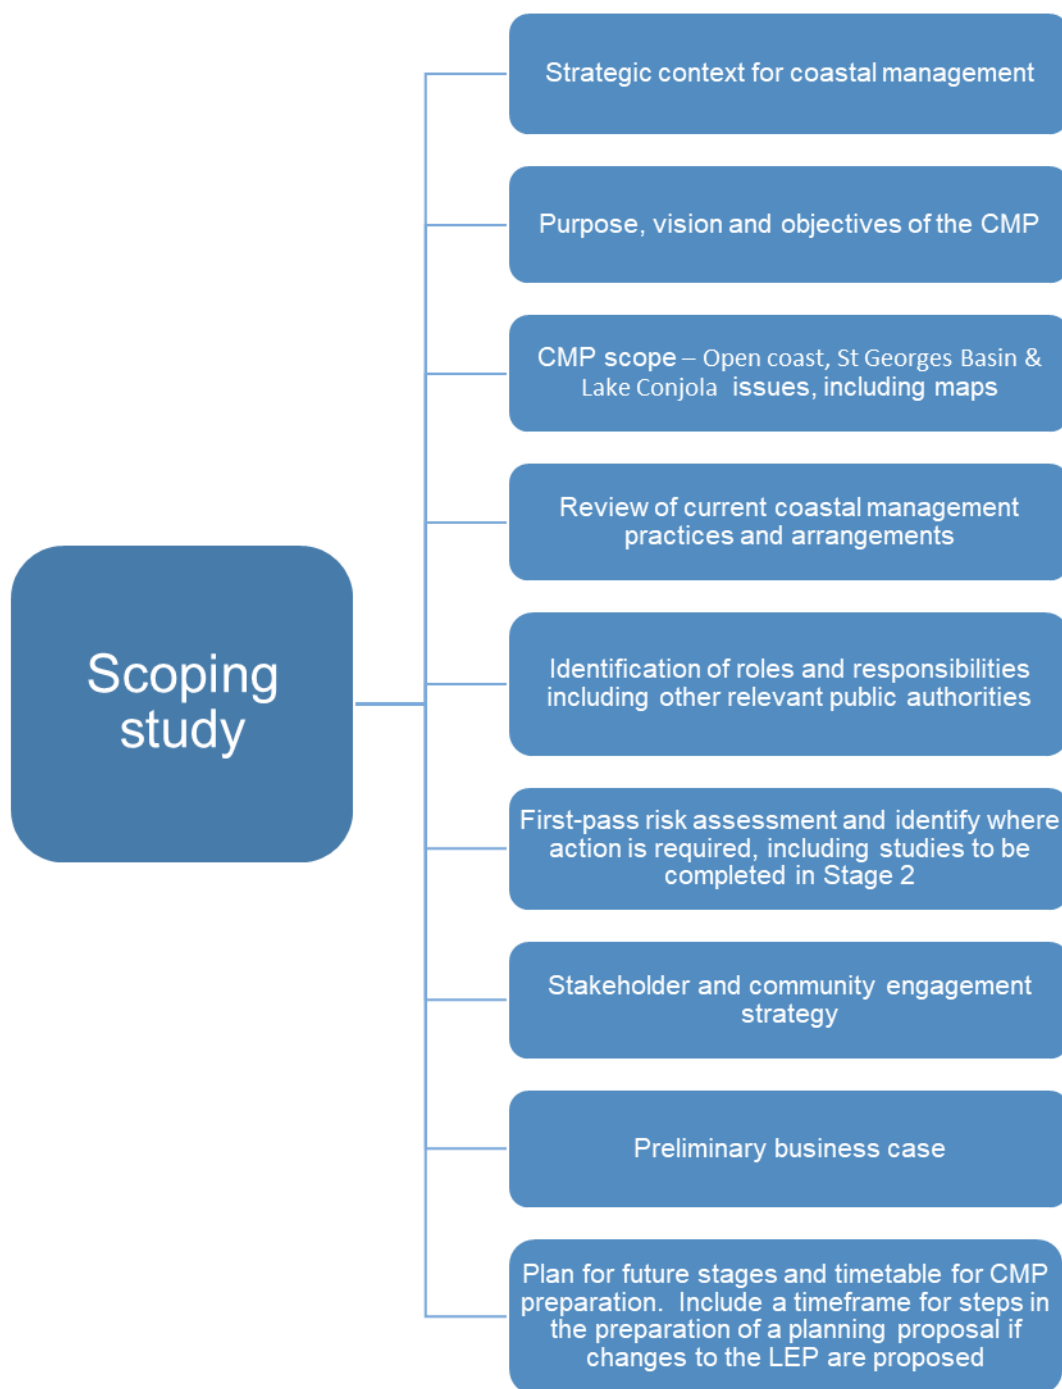 Scoping
study
Strategic context for coastal management
Purpose, vision and objectives of the CMP
CMP scope – Open coast, St Georges Basin &
Lake Conjola issues, including maps
Review of current coastal management
practices and arrangements
Identification of roles and responsibilities
including other relevant public authorities
First-pass risk assessment and identify where
action is required, including studies to be
completed in Stage 2
Stakeholder and community engagement
strategy
Preliminary business case
Plan for future stages and timetable for CMP
preparation. Include a timeframe for steps in
the preparation of a planning proposal if
changes to the LEP are proposed